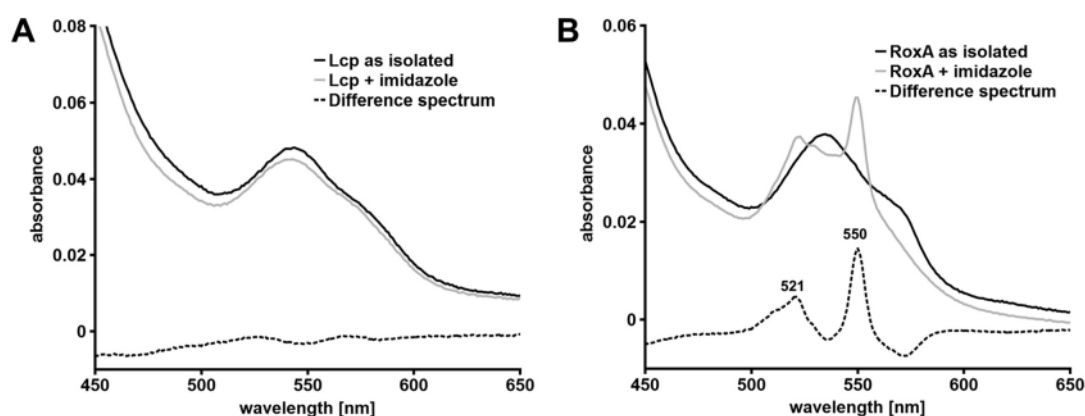 A
0.08
0.06
0.04
0.02
0
absorbance
Lcp as isolated
Lcp + imidazole
Difference spectrum
450
500
550
600
650
wavelength [nm]
B
0.06
0.04
0.02
0
absorbance
RoxA as isolated
RoxA + imidazole
Difference spectrum
521
550
450
500
550
600
650
wavelength [nm]